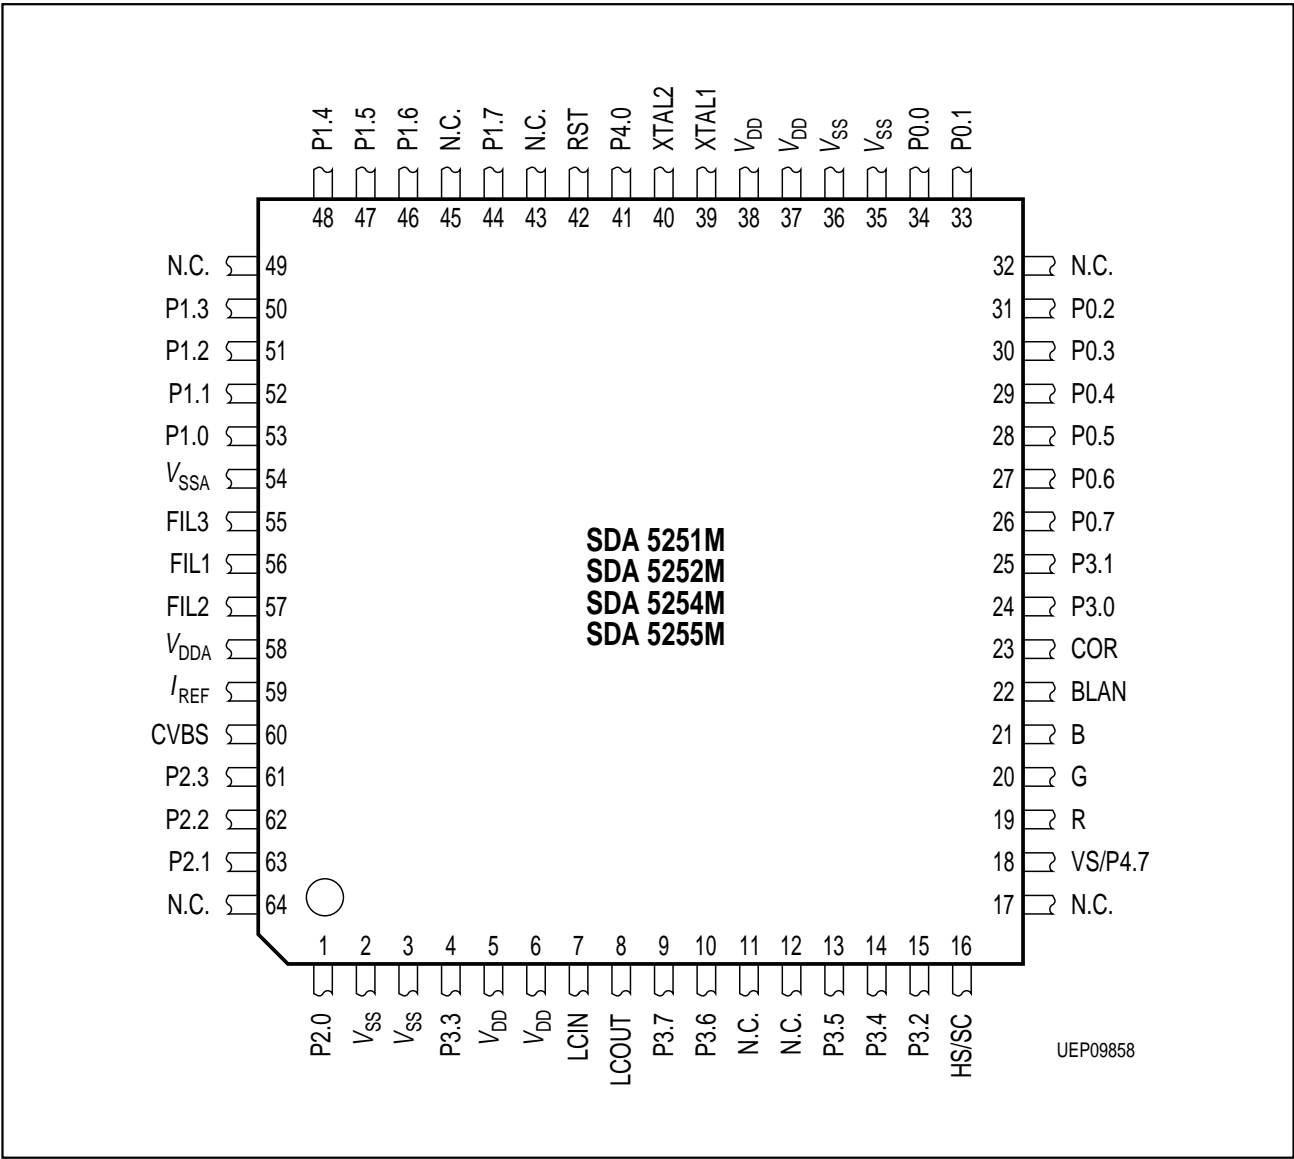 P1.4 P1.5 P1.6 N.C. P1.7 N.C. RST P4.0 XTAL2 XTAL1 VDD VDD VSS VSS P0.0 P0.1
48 47 46 45 44 43 42 41 40 39 38 37 36 35 34 33
N.C. 49 32 N.C.
P1.3 50 31 P0.2
P1.2 51 30 P0.3
P1.1 52 29 P0.4
P1.0 53 28 P0.5
VSSA 54 27 P0.6
FIL3 55 26 P0.7
FIL1 56 25 P3.1
FIL2 57 24 P3.0
VDDA 58 23 COR
IREF 59 22 BLAN
CVBS 60 21 B
P2.3 61 20 G
P2.2 62 19 R
P2.1 63 18 VS/P4.7
N.C. 64 17 N.C.
SDA 5251M
SDA 5252M
SDA 5254M
SDA 5255M
1 2 3 4 5 6 7 8 9 10 11 12 13 14 15 16
P2.0 VSS VSS P3.3 VDD VDD LCIN LCOUT P3.7 P3.6 N.C. N.C. P3.5 P3.4 P3.2 HS/SC
UEP09858